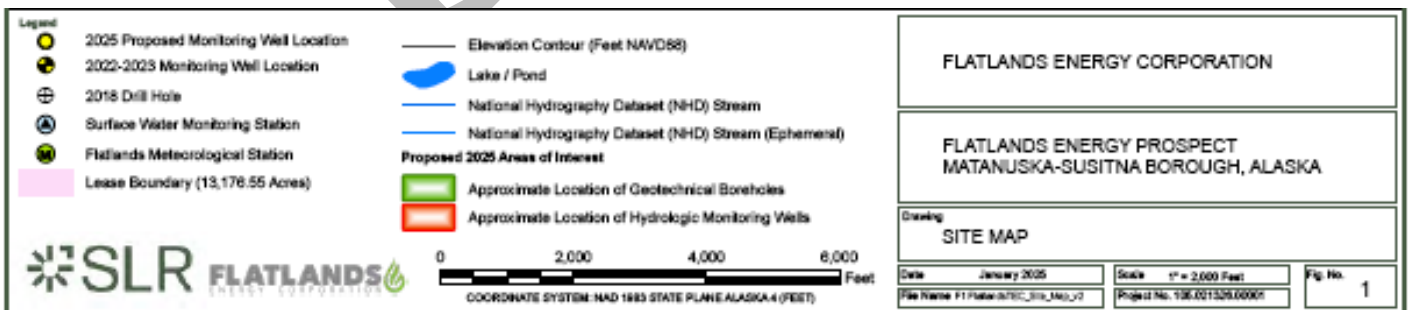 Legend
2025 Proposed Monitoring Well Location
2022-2023 Monitoring Well Location
2018 Drill Hole
Surface Water Monitoring Station
Flatlands Meteorological Station
M
Lease Boundary (13,176.55 Acres)
Elevation Contour (Feet NAVD88)
Lake / Pond
National Hydrography Dataset (NHD) Stream
National Hydrography Dataset (NHD) Stream (Ephemeral)
Proposed 2025 Areas of Interest
Approximate Location of Geotechnical Boreholes
Approximate Location of Hydrologic Monitoring Wells
SLR
FLATLANDS
ENERGY CORPORATION
0 2,000 4,000 6,000
Feet
COORDINATE SYSTEM: NAD 1983 STATE PLANE ALASKA 4 (FEET)
FLATLANDS ENERGY CORPORATION
FLATLANDS ENERGY PROSPECT
MATANUSKA-SUSITNA BOROUGH, ALASKA
Drawing
SITE MAP
Date January 2025
Scale 1" = 2,000 Feet
File Name
Project No. 108.021326.00001
Fig. No.
1